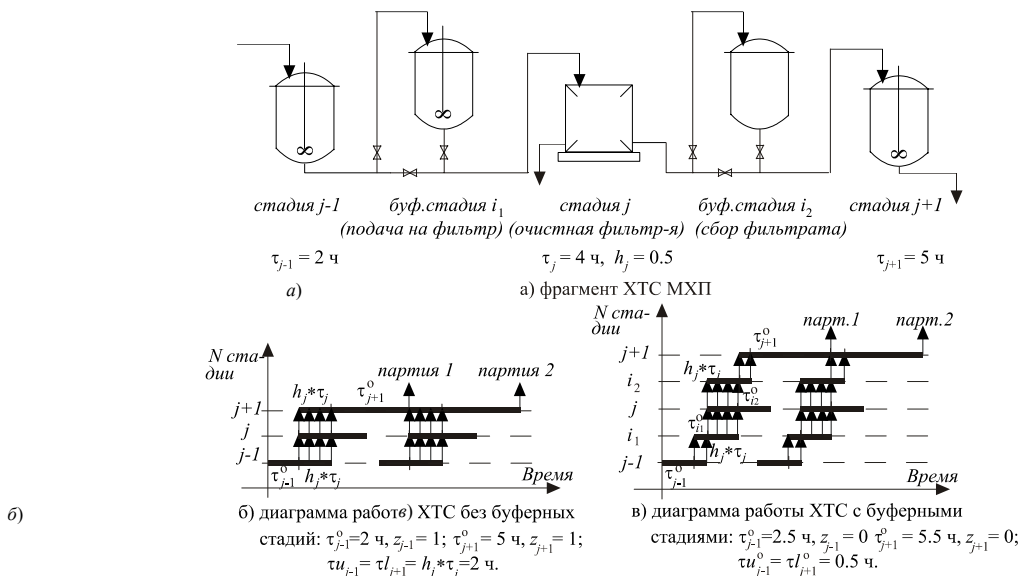 стадия j-1 буф.стадия i₁ стадия j буф.стадия i₂ стадия j+1
(подача на фильтр) (очистная фильтр-я) (сбор фильтрата)
τⱼ₋₁ = 2 ч τⱼ = 4 ч, hⱼ = 0.5 τⱼ₊₁ = 5 ч
а) а) фрагмент ХТС МХП
N ста-
дии
партия 1 партия 2
hⱼ*τⱼ τ°ⱼ₊₁
j+1
j
j-1
τ°ⱼ₋₁ hⱼ*τⱼ
Время
N ста-
дии
парт.1 парт.2
τ°ⱼ₊₁
j+1
hⱼ*τⱼ
i₂
τ°ᵢ₂
j
τ°ᵢ₁
i₁
hⱼ*τⱼ
j-1
τ°ⱼ₋₁
Время
б)
б) диаграмма работв) ХТС без буферных
стадий: τ°ⱼ₋₁=2 ч, zⱼ₋₁= 1; τ°ⱼ₊₁= 5 ч, zⱼ₊₁= 1;
τuⱼ₋₁= τlⱼ₊₁= hⱼ*τⱼ=2 ч.
в) диаграмма работы ХТС с буферными
стадиями: τ°ⱼ₋₁=2.5 ч, zⱼ₋₁ = 0 τ°ⱼ₊₁= 5.5 ч, zⱼ₊₁= 0;
τu°ⱼ₋₁= τl°ⱼ₊₁= 0.5 ч.